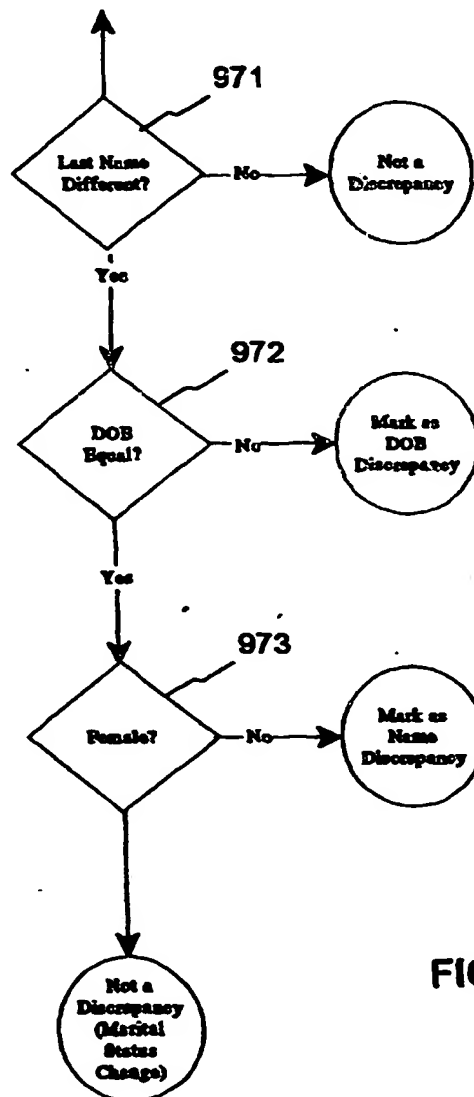 971
Last Name
Different?
No
Not a
Discrepancy
Yes
972
DOB
Equal?
No
Mark as
DOB
Discrepancy
Yes
973
Female?
No
Mark as
Name
Discrepancy
Not a
Discrepancy
(Marital
Status
Change)
FIG